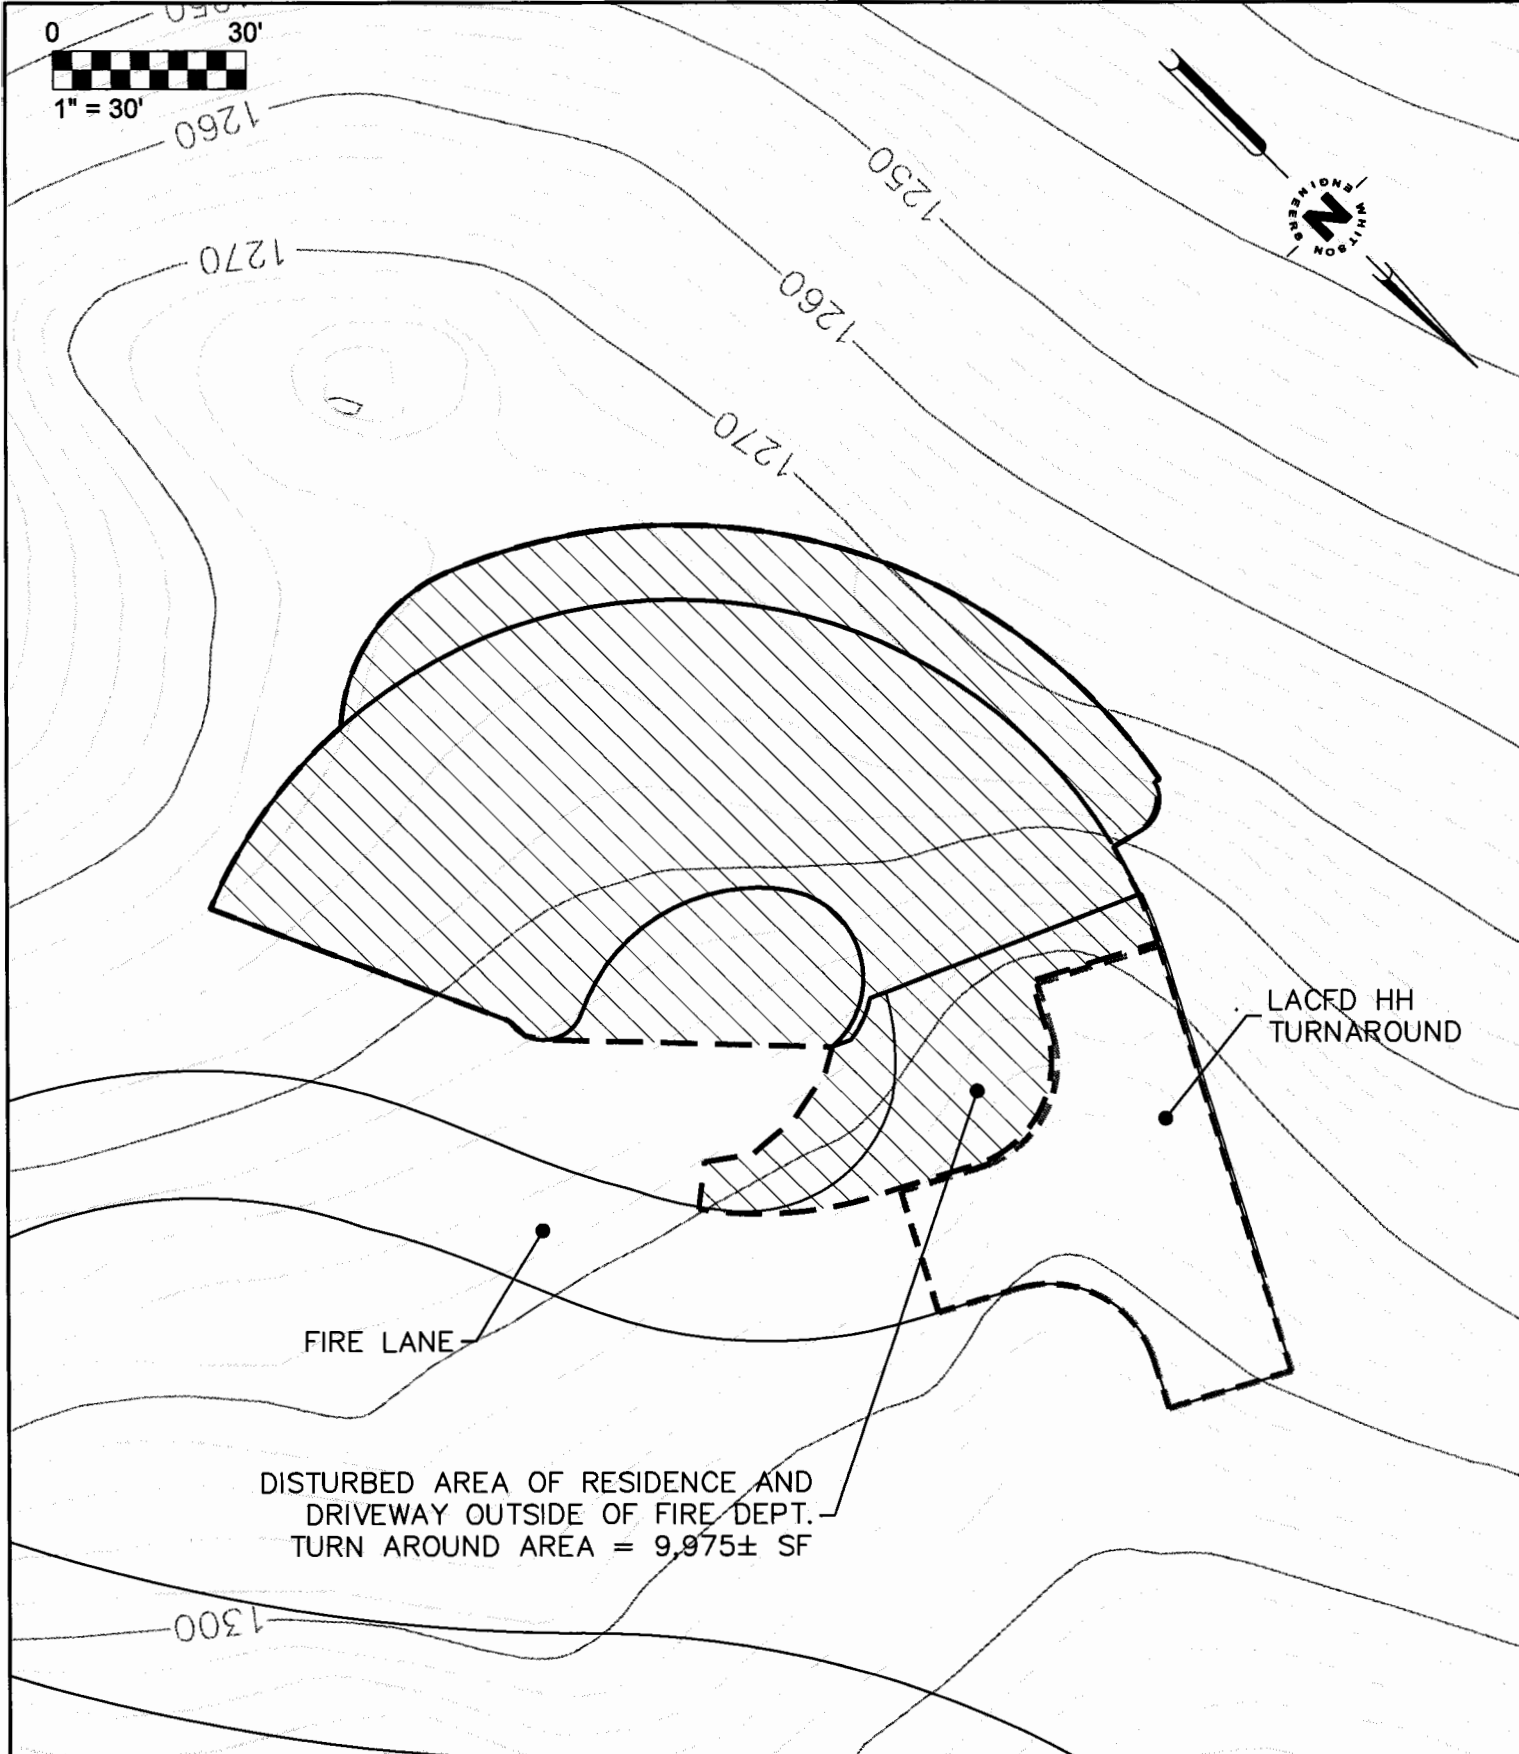 1250
0 30'
1" = 30'
1260
1250
WHITSON ENGINEERS
N
1270
1260
1270
LACFD HH
TURNAROUND
FIRE LANE
DISTURBED AREA OF RESIDENCE AND
DRIVEWAY OUTSIDE OF FIRE DEPT.
TURN AROUND AREA = 9,975± SF
1300